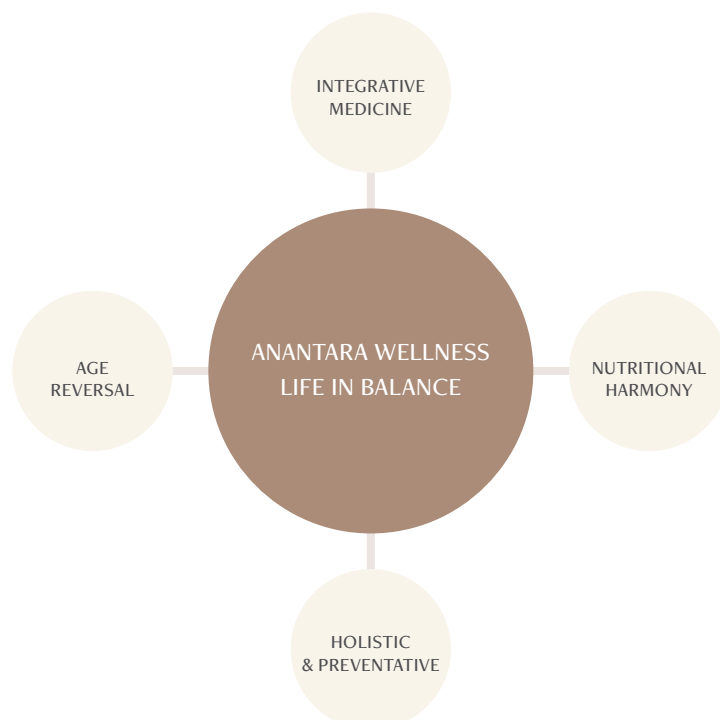 INTEGRATIVE
MEDICINE
ANANTARA WELLNESS
LIFE IN BALANCE
AGE
REVERSAL
NUTRITIONAL
HARMONY
HOLISTIC
& PREVENTATIVE